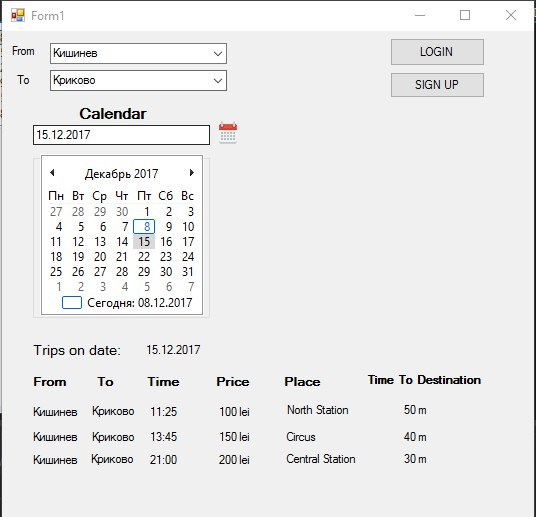 Form1
From Кишинев LOGIN
To Криково SIGN UP
Calendar
15.12.2017
Декабрь 2017
Пн Вт Ср Чт Пт Сб Вс
27 28 29 30 1 2 3
4 5 6 7 8 9 10
11 12 13 14 15 16 17
18 19 20 21 22 23 24
25 26 27 28 29 30 31
1 2 3 4 5 6 7
Сегодня: 08.12.2017
Trips on date: 15.12.2017
From To Time Price Place Time To Destination
Кишинев Криково 11:25 100 lei North Station 50 m
Кишинев Криково 13:45 150 lei Circus 40 m
Кишинев Криково 21:00 200 lei Central Station 30 m